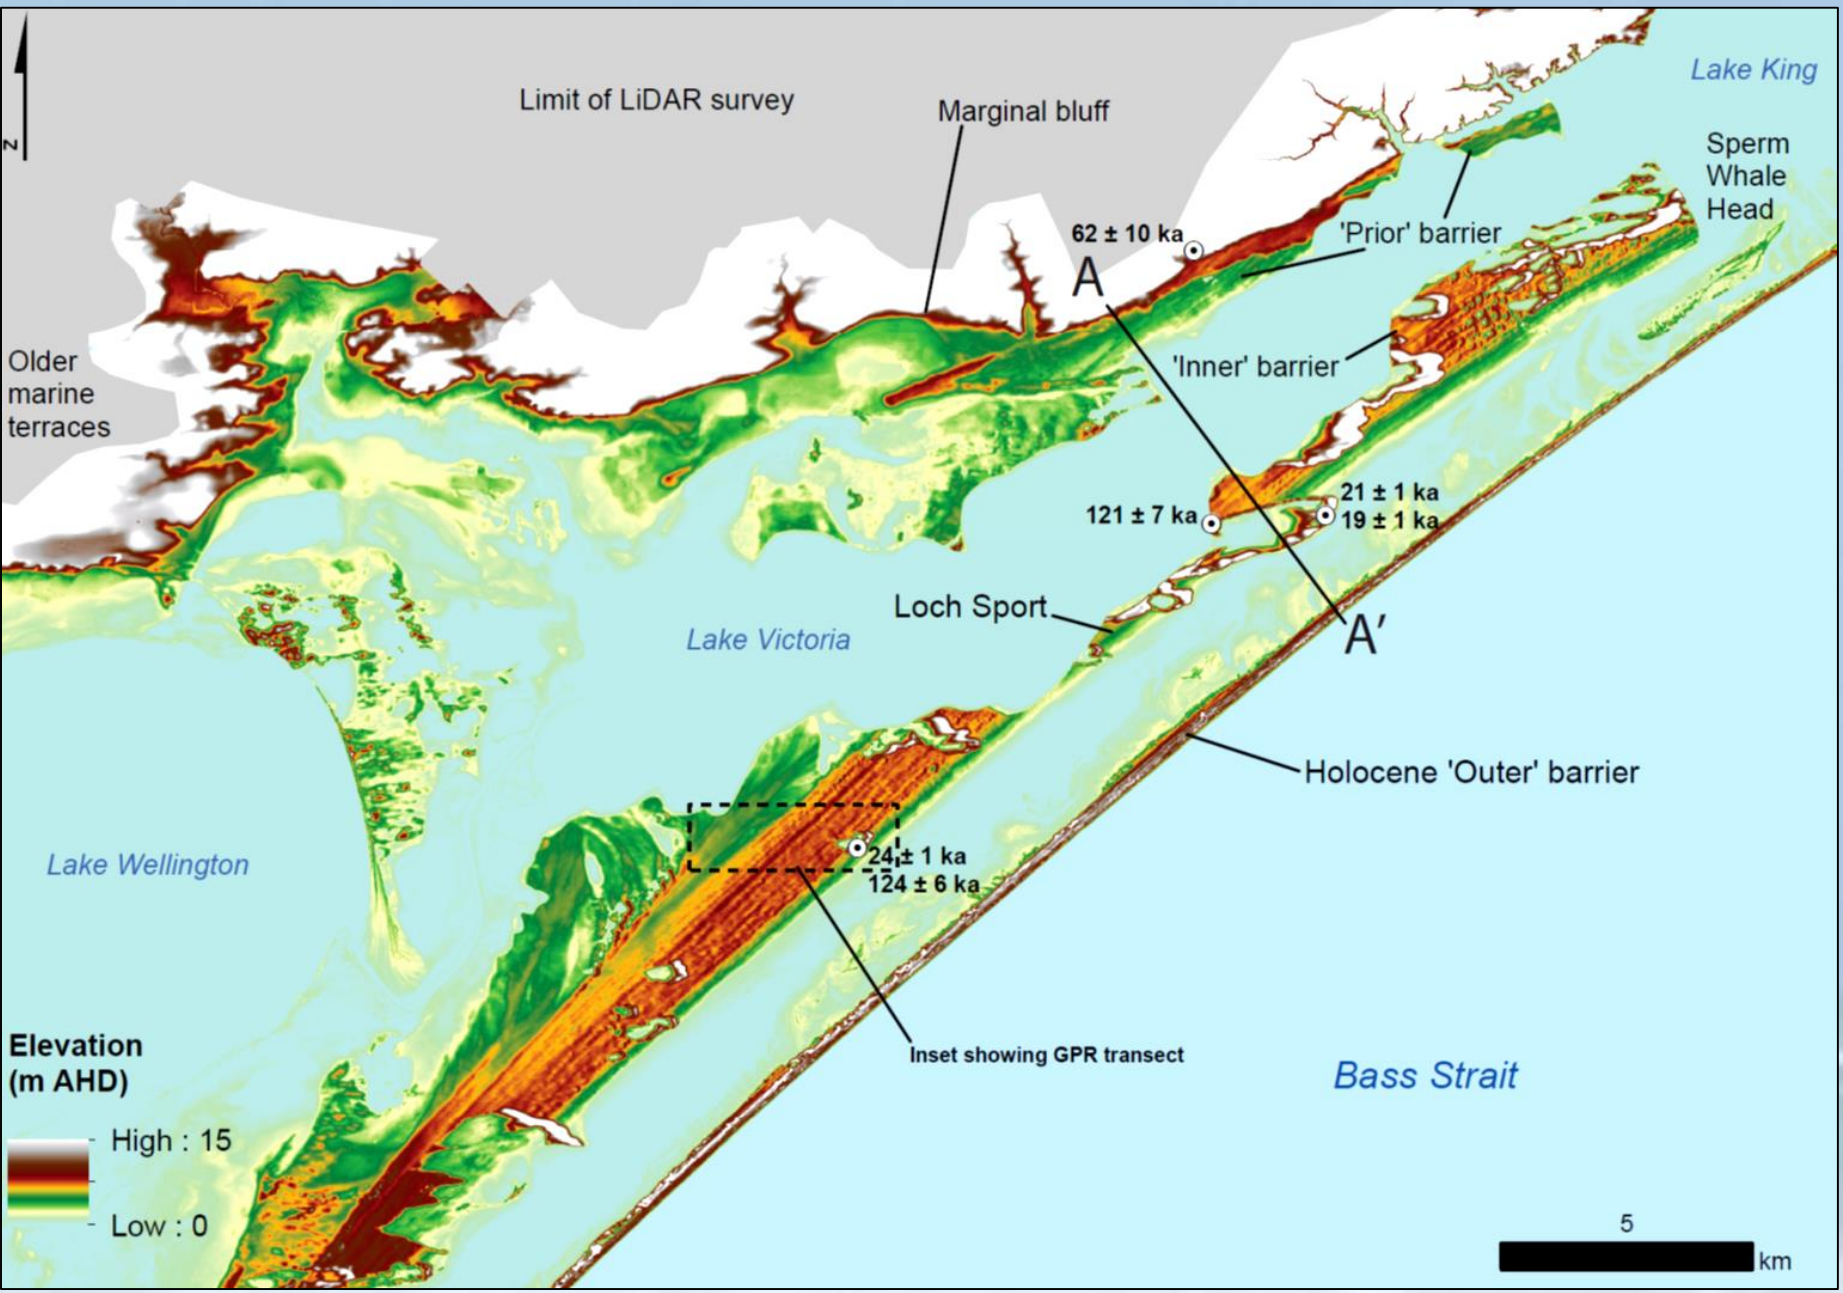 Lake King
Limit of LiDAR survey
Marginal bluff
Sperm
Whale
Head
z
62 ± 10 ka
'Prior' barrier
A
Older
marine
terraces
'Inner' barrier
21 ± 1 ka
19 ± 1 ka
121 ± 7 ka
Loch Sport
Lake Victoria
A′
Holocene 'Outer' barrier
Lake Wellington
24 ± 1 ka
124 ± 6 ka
Inset showing GPR transect
Bass Strait
Elevation
(m AHD)
High : 15
Low : 0
5
km